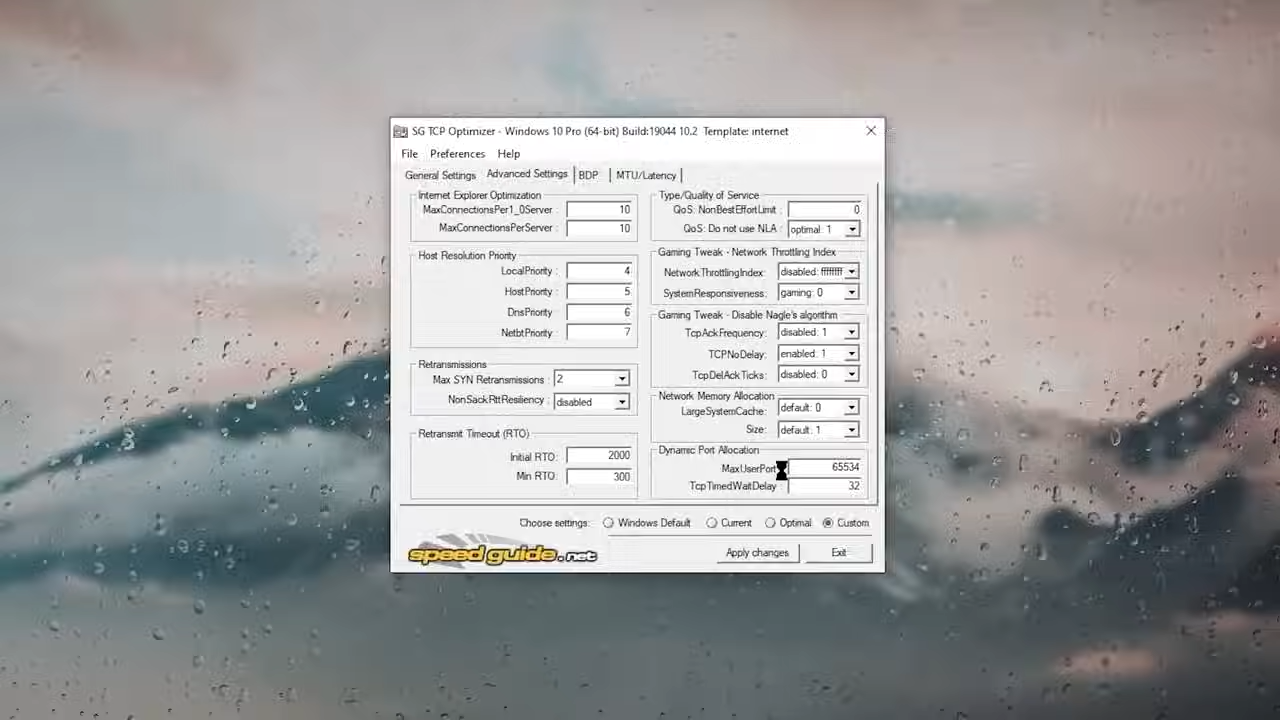 SG TCP Optimizer - Windows 10 Pro (64-bit) Build:19044 10.2 Template: internet
File Preferences Help
General Settings Advanced Settings BDP MTU/Latency
Internet Explorer Optimization
MaxConnectionsPer1_0Server : 10
MaxConnectionsPerServer : 10
Host Resolution Priority
LocalPriority : 4
HostPriority : 5
DnsPriority : 6
NetbtPriority : 7
Retransmissions
Max SYN Retransmissions : 2
NonSackRttResiliency : disabled
Retransmit Timeout (RTO)
Initial RTO: 2000
Min RTO: 300
Type/Quality of Service
QoS: NonBestEffortLimit : 0
QoS: Do not use NLA : optimal: 1
Gaming Tweak - Network Throttling Index
NetworkThrottlingIndex: disabled: ffffffff
SystemResponsiveness: gaming: 0
Gaming Tweak - Disable Nagle's algorithm
TcpAckFrequency: disabled: 1
TCPNoDelay: enabled: 1
TcpDelAckTicks: disabled: 0
Network Memory Allocation
LargeSystemCache: default: 0
Size: default: 1
Dynamic Port Allocation
MaxUserPort 65534
TcpTimedWaitDelay : 32
Choose settings: Windows Default Current Optimal Custom
speedguide.net
Apply changes Exit